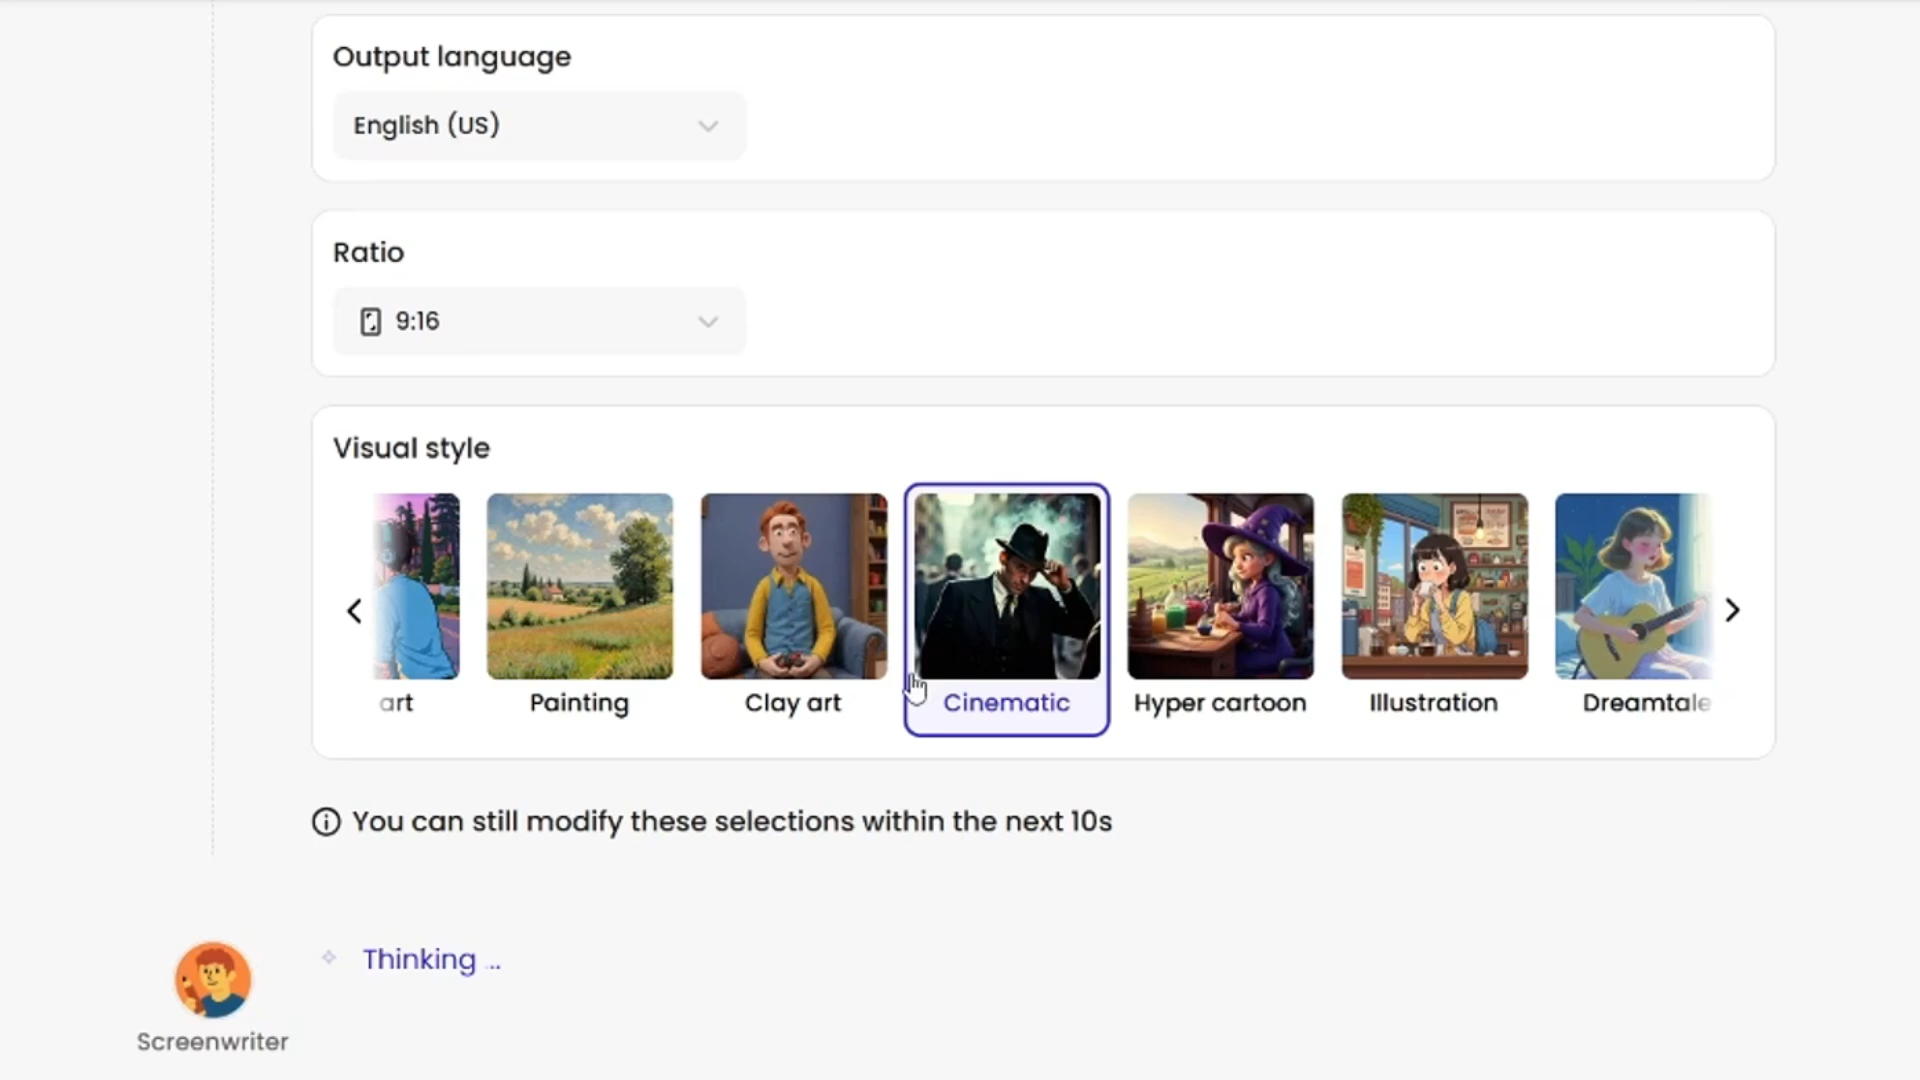 Output language
English (US)
Ratio
9:16
Visual style
art
Painting
Clay art
Cinematic
Hyper cartoon
Illustration
Dreamtale
You can still modify these selections within the next 10s
Thinking ...
Screenwriter